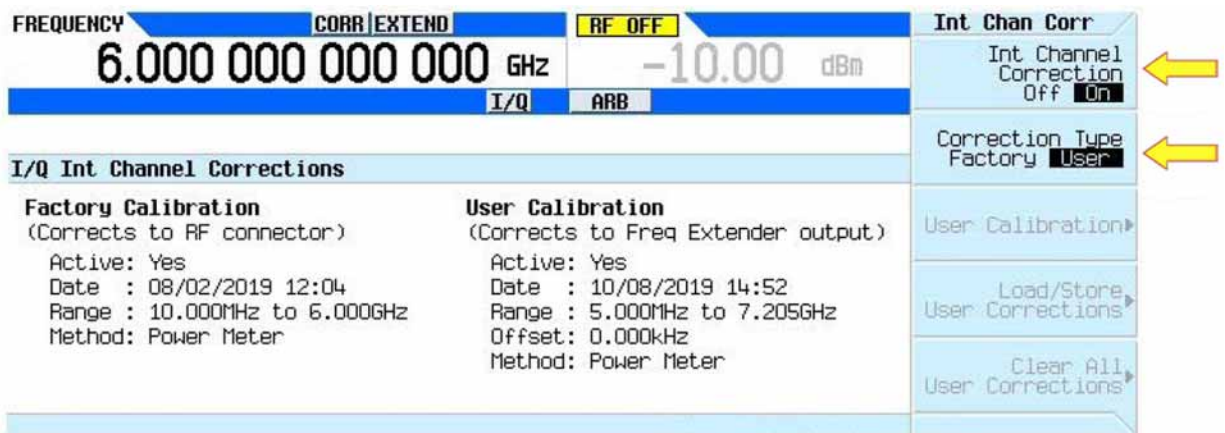 FREQUENCY CORR EXTEND RF OFF
6.000 000 000 000 GHz -10.00 dBm
I/Q ARB
I/Q Int Channel Corrections
Factory Calibration
(Corrects to RF connector)
Active: Yes
Date : 08/02/2019 12:04
Range : 10.000MHz to 6.000GHz
Method: Power Meter
User Calibration
(Corrects to Freq Extender output)
Active: Yes
Date : 10/08/2019 14:52
Range : 5.000MHz to 7.205GHz
Offset: 0.000kHz
Method: Power Meter
Int Chan Corr
Int Channel
Correction
Off On
Correction Type
Factory User
User Calibration
Load/Store
User Corrections
Clear All
User Corrections